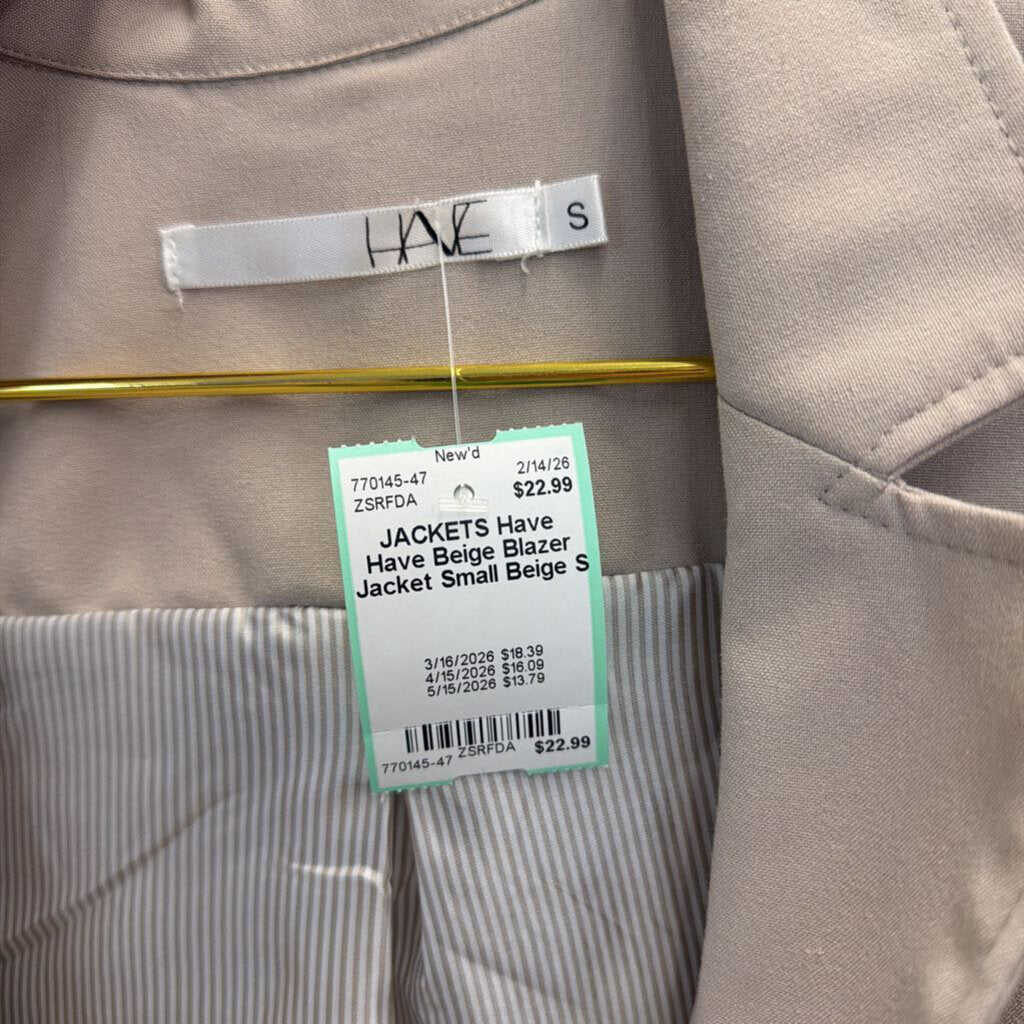 HAVE S
New'd
770145-47 2/14/26
ZSRFDA $22.99
JACKETS Have
Have Beige Blazer
Jacket Small Beige S
3/16/2026 $18.39
4/15/2026 $16.09
5/15/2026 $13.79
770145-47 ZSRFDA $22.99